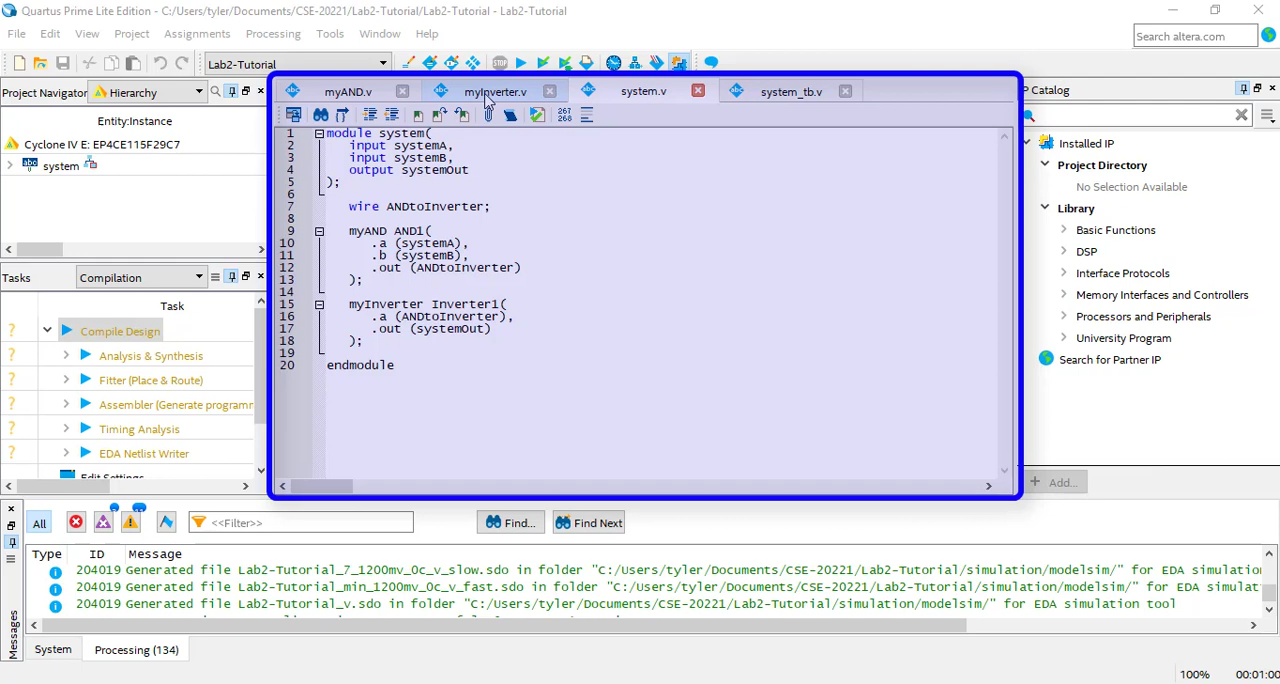 Quartus Prime Lite Edition - C:/Users/tyler/Documents/CSE-20221/Lab2-Tutorial/Lab2-Tutorial - Lab2-Tutorial
File Edit View Project Assignments Processing Tools Window Help
Search altera.com
Lab2-Tutorial
Project Navigator Hierarchy
Entity:Instance
Cyclone IV E: EP4CE115F29C7
system
Tasks Compilation
Task
Compile Design
Analysis & Synthesis
Fitter (Place & Route)
Assembler (Generate programm
Timing Analysis
EDA Netlist Writer
Edit Settings
myAND.v myInverter.v system.v system_tb.v
267
268
1 module system(
2 input systemA,
3 input systemB,
4 output systemOut
5 );
6
7 wire ANDtoInverter;
8
9 myAND AND1(
10 .a (systemA),
11 .b (systemB),
12 .out (ANDtoInverter)
13 );
14
15 myInverter Inverter1(
16 .a (ANDtoInverter),
17 .out (systemOut)
18 );
19
20 endmodule
P Catalog
Installed IP
Project Directory
No Selection Available
Library
Basic Functions
DSP
Interface Protocols
Memory Interfaces and Controllers
Processors and Peripherals
University Program
Search for Partner IP
+ Add...
All <<Filter>> Find... Find Next
Type ID Message
204019 Generated file Lab2-Tutorial_7_1200mv_0c_v_slow.sdo in folder "C:/Users/tyler/Documents/CSE-20221/Lab2-Tutorial/simulation/modelsim/" for EDA simulation
204019 Generated file Lab2-Tutorial_min_1200mv_0c_v_fast.sdo in folder "C:/Users/tyler/Documents/CSE-20221/Lab2-Tutorial/simulation/modelsim/" for EDA simulat
204019 Generated file Lab2-Tutorial_v.sdo in folder "C:/Users/tyler/Documents/CSE-20221/Lab2-Tutorial/simulation/modelsim/" for EDA simulation tool
Messages
System Processing (134)
100% 00:01:00